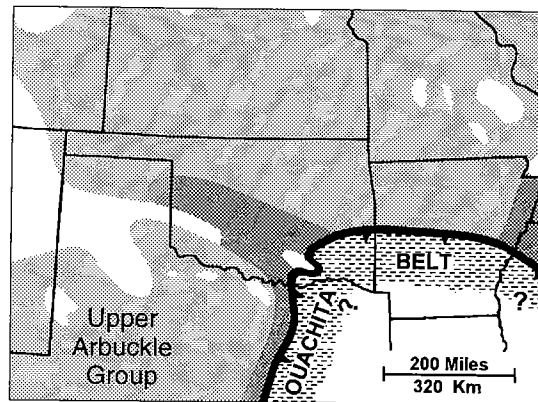 BELT
?
OUACHITA
?
Upper
Arbuckle
Group
200 Miles
320 Km